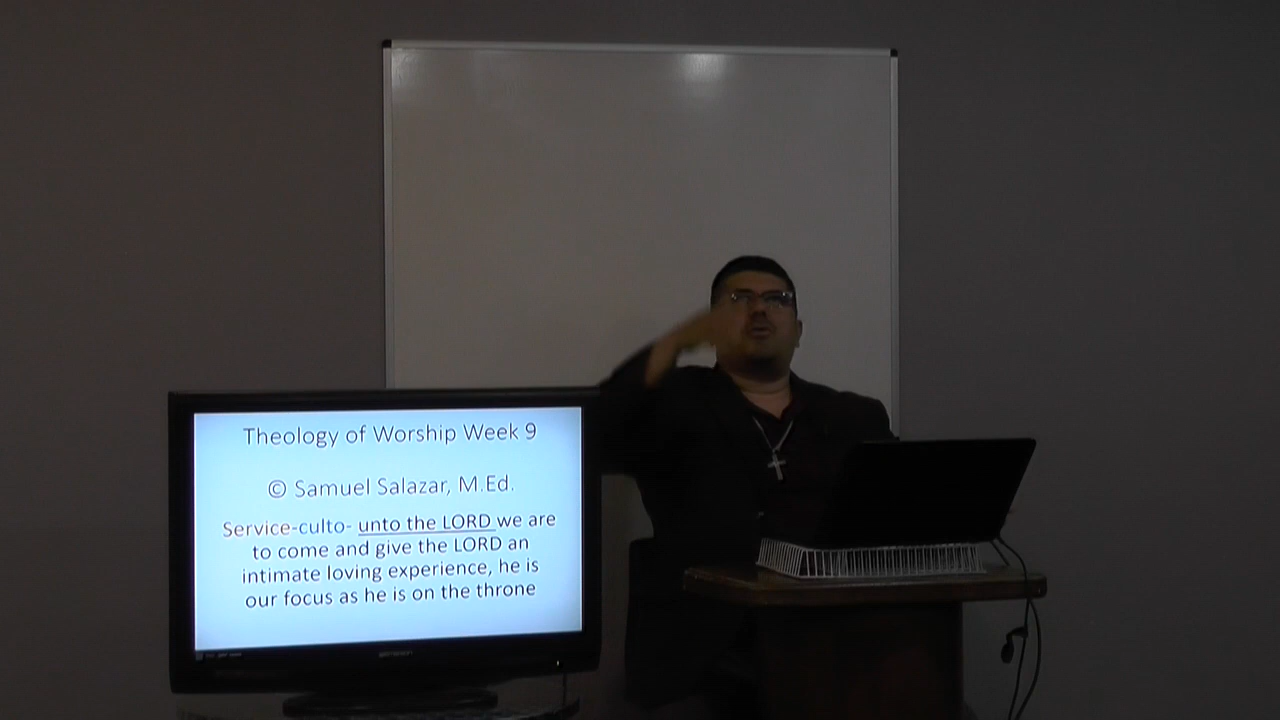 Theology of Worship Week 9
© Samuel Salazar, M.Ed.
Service-culto- unto the LORD we are
to come and give the LORD an
intimate loving experience, he is
our focus as he is on the throne